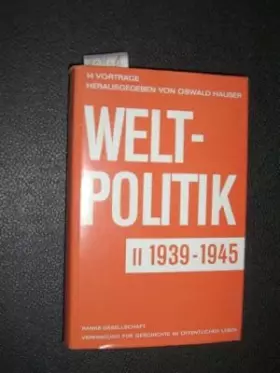 14 VORTRÄGE
HERAUSGEGEBEN VON OSWALD HAUSER
WELT-
POLITIK
II 1939-1945
RANKE-GESELLSCHAFT
VEREINIGUNG FÜR GESCHICHTE IM ÖFFENTLICHEN LEBEN